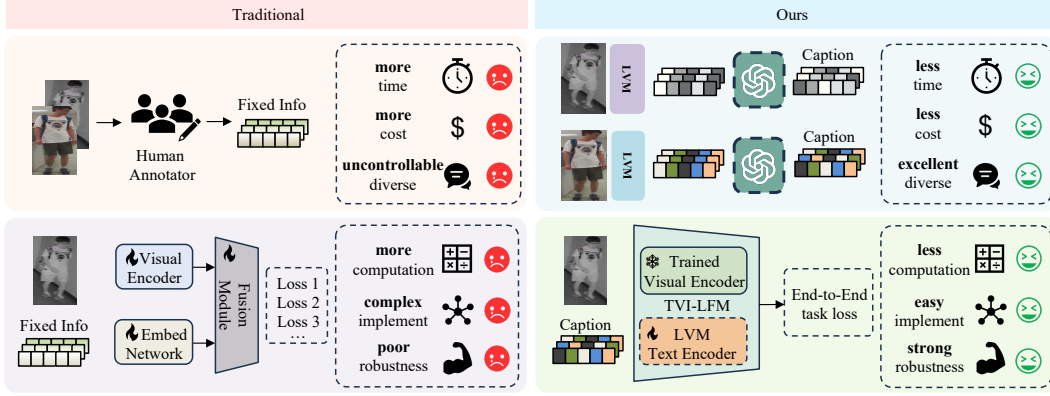 Traditional
Ours
Human
Annotator
Fixed Info
more
time
more
cost
$
uncontrollable
diverse
LVM
Caption
LVM
Caption
less
time
less
cost
$
excellent
diverse
Fixed Info
Visual
Encoder
Embed
Network
Fusion
Module
Loss 1
Loss 2
Loss 3
...
more
computation
complex
implement
poor
robustness
Caption
Trained
Visual Encoder
TVI-LFM
LVM
Text Encoder
End-to-End
task loss
less
computation
easy
implement
strong
robustness